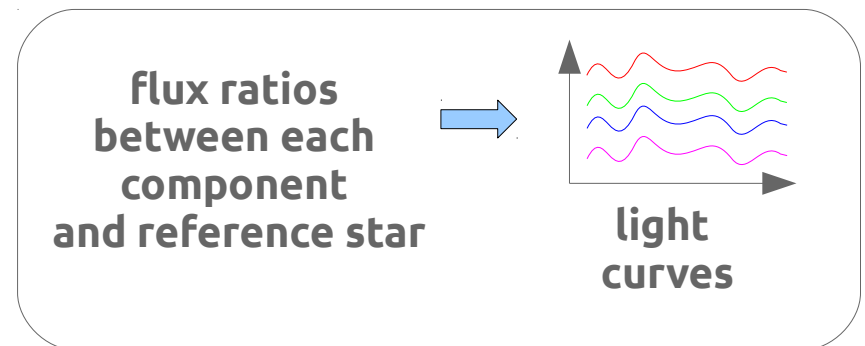 flux ratios
between each
component
and reference star
light
curves